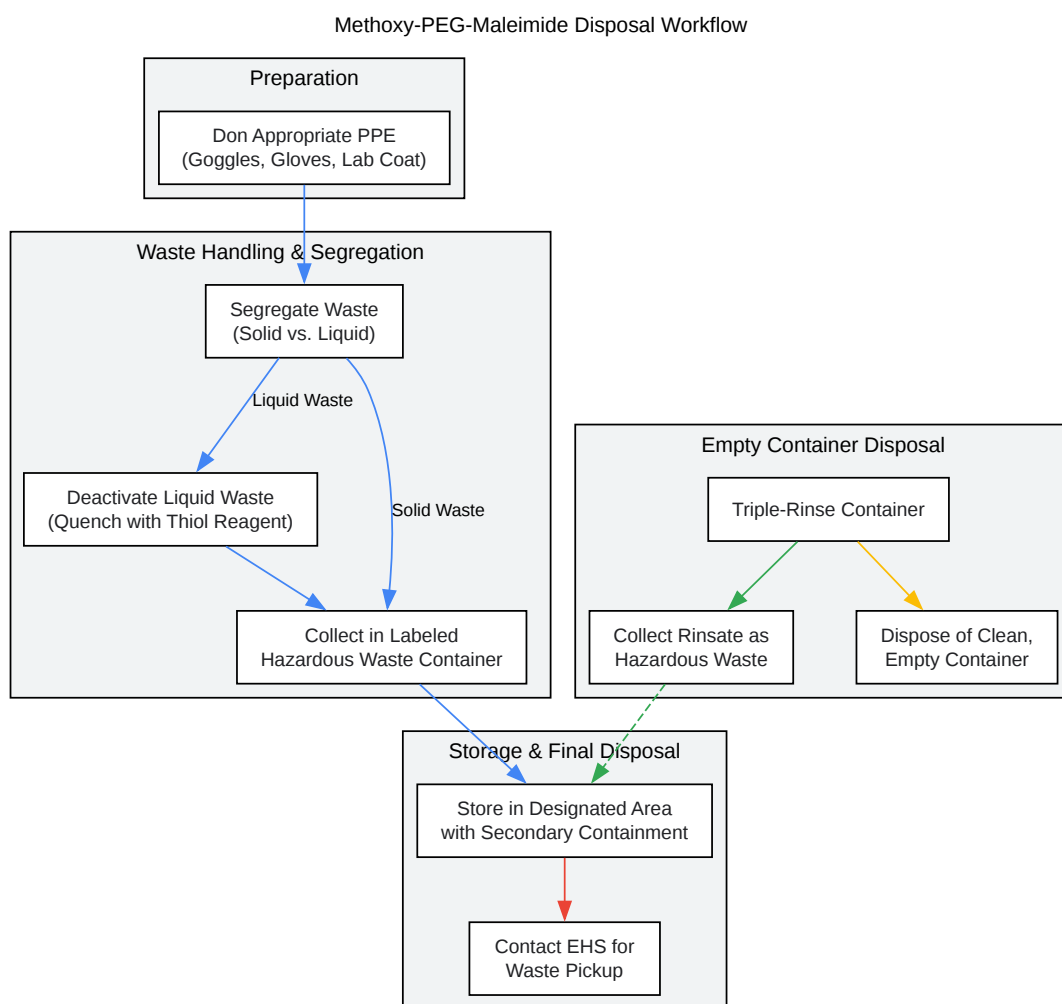 Methoxy-PEG-Maleimide Disposal Workflow
Preparation
Don Appropriate PPE
(Goggles, Gloves, Lab Coat)
Waste Handling & Segregation
Segregate Waste
(Solid vs. Liquid)
Liquid Waste
Deactivate Liquid Waste
(Quench with Thiol Reagent)
Solid Waste
Collect in Labeled
Hazardous Waste Container
Empty Container Disposal
Triple-Rinse Container
Collect Rinsate as
Hazardous Waste
Dispose of Clean,
Empty Container
Storage & Final Disposal
Store in Designated Area
with Secondary Containment
Contact EHS for
Waste Pickup